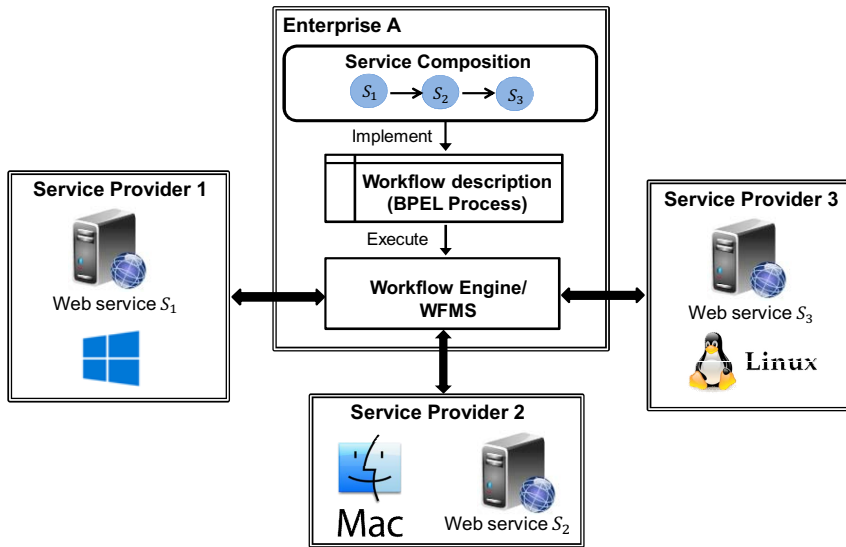 Enterprise A
Service Composition
S₁
S₂
S₃
Implement
Workflow description
(BPEL Process)
Execute
Workflow Engine/
WFMS
Service Provider 1
Web service S₁
Service Provider 2
Mac
Web service S₂
Service Provider 3
Web service S₃
Linux